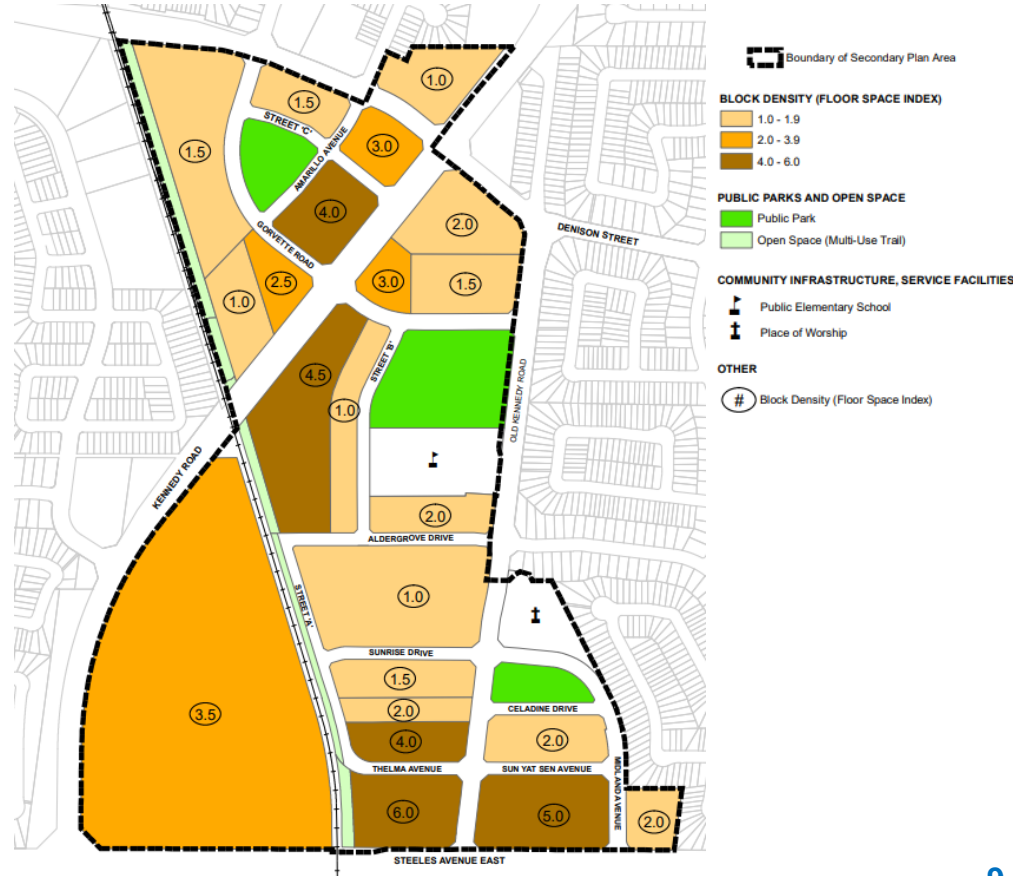 Boundary of Secondary Plan Area
BLOCK DENSITY (FLOOR SPACE INDEX)
1.0 - 1.9
2.0 - 3.9
4.0 - 6.0
PUBLIC PARKS AND OPEN SPACE
Public Park
Open Space (Multi-Use Trail)
COMMUNITY INFRASTRUCTURE, SERVICE FACILITIES
Public Elementary School
Place of Worship
OTHER
# Block Density (Floor Space Index)
1.0
1.5
STREET 'C'
AMARILLO AVENUE
3.0
1.5
4.0
2.0
GORVETTE ROAD
DENISON STREET
2.5
3.0
1.5
1.0
STREET 'B'
4.5
1.0
OLD KENNEDY ROAD
KENNEDY ROAD
2.0
ALDERGROVE DRIVE
1.0
STREET 'A'
SUNRISE DRIVE
1.5
2.0
CELADINE DRIVE
3.5
4.0
2.0
THELMA AVENUE
SUN YAT SEN AVENUE
MIDLAND AVENUE
6.0
5.0
2.0
STEELES AVENUE EAST